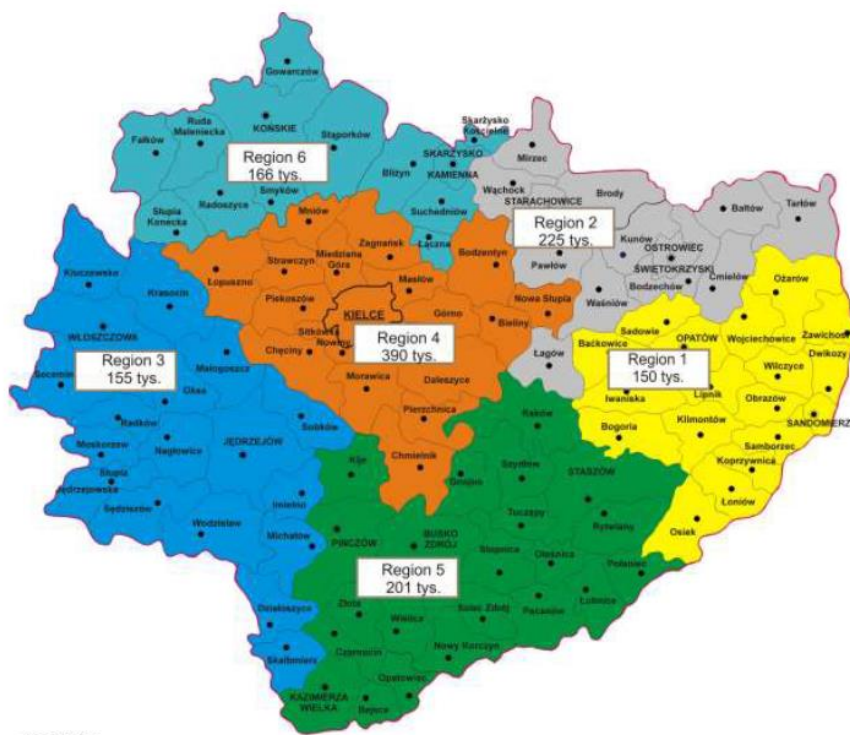 Gowarczów
Skarżysko
Kościelne
Ruda
Maleniecka
KOŃSKIE
Fałków
Stąporków
Mirzec
Region 6
166 tys.
SKARŻYSKO
KAMIENNA
Bliżyn
Wąchock
Smyków
Radoszyce
STARACHOWICE
Brody
Bałtów
Tarłów
Słupia
Konecka
Suchedniów
Mniów
Region 2
225 tys.
Łączna
Zagnańsk
Miedziana
Góra
Strawczyn
Bodzentyn
Pawłów
Kunów
OSTROWIEC
ŚWIĘTOKRZYSKI
Bodzechów
Ćmielów
Łopuszno
Kluczewsko
Masłów
Waśniów
Ożarów
Krasocin
Piekoszów
KIELCE
Górno
Nowa Słupia
Bieliny
WŁOSZCZOWA
Sitkówka
Nowiny
Region 4
390 tys.
Chęciny
Sadowie
OPATÓW
Wojciechowice
Zawichost
Baćkowice
Region 3
155 tys.
Małogoszcz
Łagów
Region 1
150 tys.
Dwikozy
Wilczyce
Secemin
Oksa
Morawica
Daleszyce
Iwaniska
Lipnik
Obrazów
Radków
Sobków
Pierzchnica
Raków
Bogoria
Klimontów
SANDOMIERZ
Moskorzew
Nagłowice
JĘDRZEJÓW
Samborzec
Słupia
Jędrzejowska
Kije
Chmielnik
Gnojno
Szydłów
STASZÓW
Koprzywnica
Łoniów
Sędziszów
Imielno
Osiek
Wodzisław
Michałów
PIŃCZÓW
BUSKO
ZDRÓJ
Tuczępy
Rytwiany
Stopnica
Oleśnica
Połaniec
Region 5
201 tys.
Łubnice
Pacanów
Działoszyce
Złota
Wiślica
Solec Zdrój
Skalbmierz
Czarnocin
Nowy Korczyn
Opatowiec
KAZIMIERZA
WIELKA
Bejsce